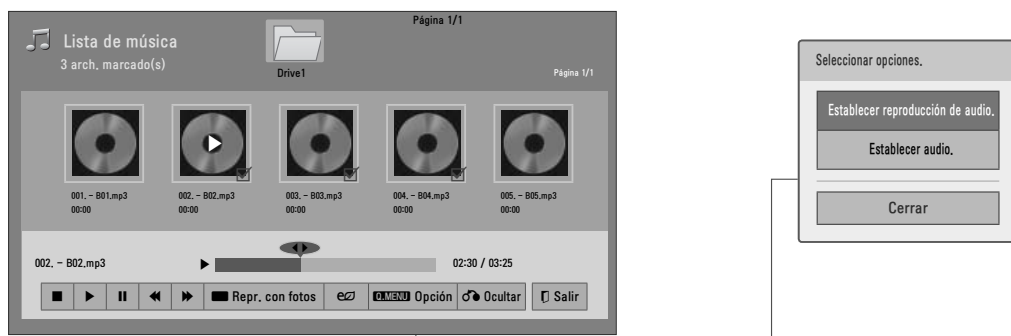 Página 1/1
Lista de música
3 arch. marcado(s)
Drive1
Página 1/1
001. - B01.mp3
00:00
002. - B02.mp3
00:00
003. - B03.mp3
00:00
004. - B04.mp3
00:00
005. - B05.mp3
00:00
002. - B02.mp3
02:30 / 03:25
Repr. con fotos
Q.MENU Opción
Ocultar
Salir
Seleccionar opciones.
Establecer reproducción de audio.
Establecer audio.
Cerrar